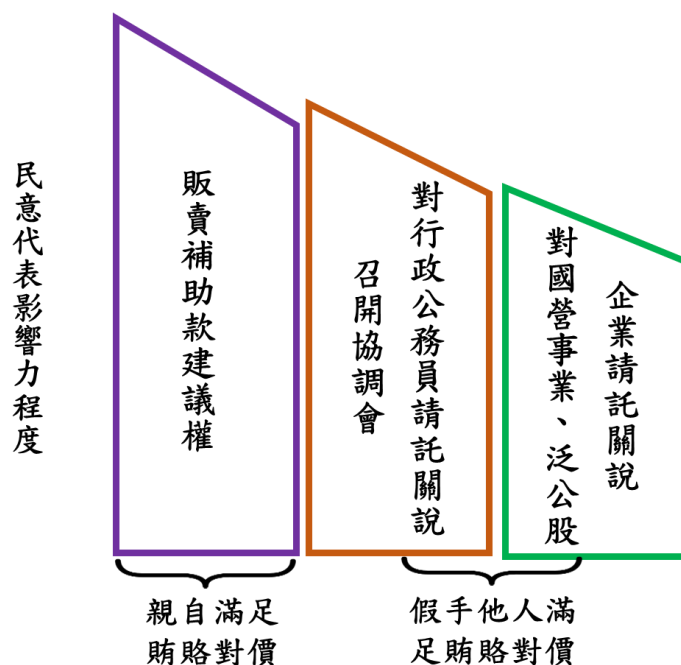 民意代表影響力程度
販賣補助款建議權
對行政公務員請託關說
召開協調會
企業請託關說
對國營事業、泛公股
親自滿足
賄賂對價
假手他人滿
足賄賂對價